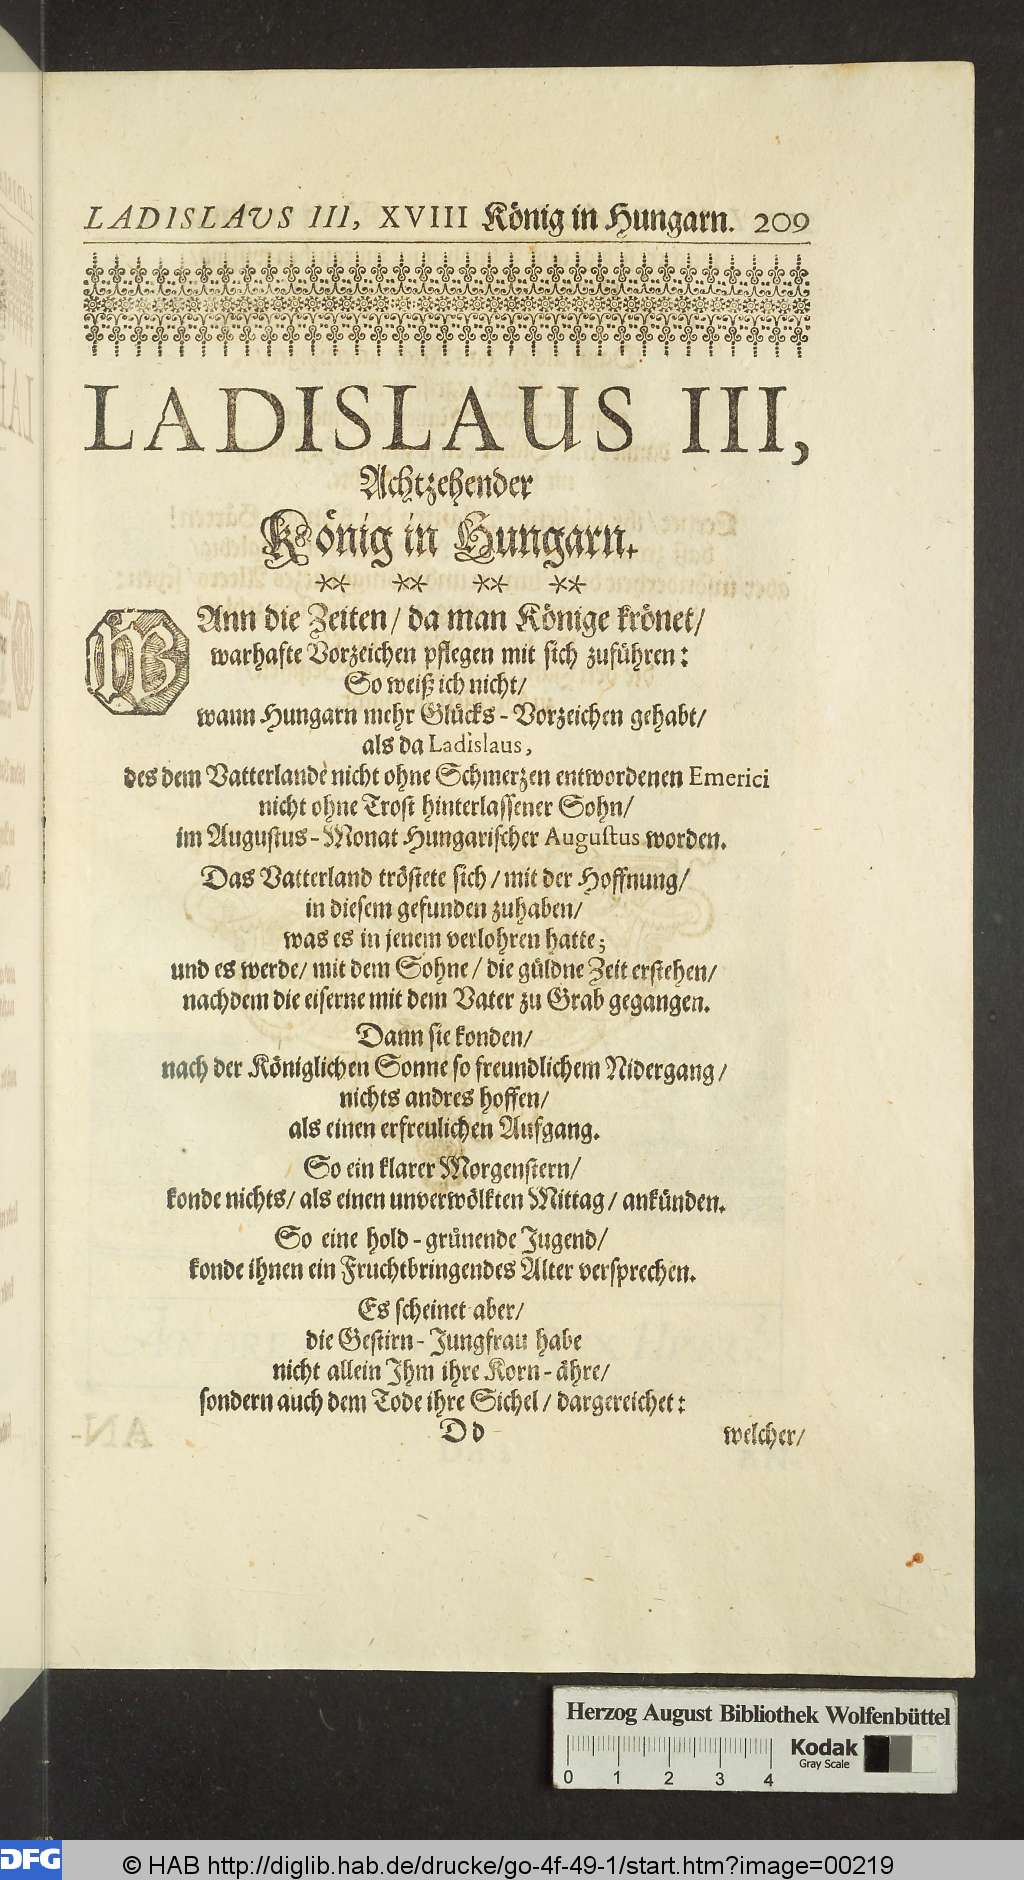 LADISLAVS III, XVIII König in Hungarn. 209
LADISLAUS III,
Achtzehender
König in Hungarn.
** ** ** **
WAnn die Zeiten / da man Könige krönet /
warhafte Vorzeichen pflegen mit sich zuführen:
So weiß ich nicht /
wann Hungarn mehr Glücks-Vorzeichen gehabt /
als da Ladislaus,
des dem Vatterlande nicht ohne Schmerzen entwordenen Emerici
nicht ohne Trost hinterlassener Sohn /
im Augustus-Monat Hungarischer Augustus worden.
Das Vatterland tröstete sich / mit der Hoffnung /
in diesem gefunden zuhaben /
was es in jenem verlohren hatte;
und es werde / mit dem Sohne / die güldne Zeit erstehen /
nachdem die eiserne mit dem Vater zu Grab gegangen.
Dann sie konden /
nach der Königlichen Sonne so freundlichem Nidergang /
nichts andres hoffen /
als einen erfreulichen Aufgang.
So ein klarer Morgenstern /
konde nichts / als einen unverwölkten Mittag / ankünden.
So eine hold-grünende Jugend /
konde ihnen ein Fruchtbringendes Alter versprechen.
Es scheinet aber /
die Gestirn-Jungfrau habe
nicht allein Ihm ihre Korn-ähre /
sondern auch dem Tode ihre Sichel / dargereichet:
Dd welcher /
Herzog August Bibliothek Wolfenbüttel
Kodak
Gray Scale
0 1 2 3 4
DFG
© HAB http://diglib.hab.de/drucke/go-4f-49-1/start.htm?image=00219